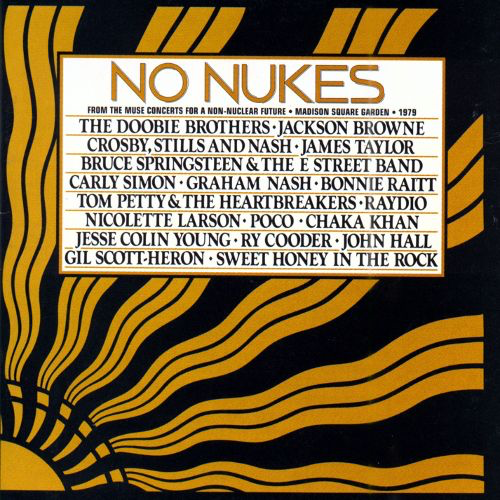 NO NUKES
FROM THE MUSE CONCERTS FOR A NON-NUCLEAR FUTURE • MADISON SQUARE GARDEN • 1979
THE DOOBIE BROTHERS · JACKSON BROWNE
CROSBY, STILLS AND NASH · JAMES TAYLOR
BRUCE SPRINGSTEEN & THE E STREET BAND
CARLY SIMON · GRAHAM NASH · BONNIE RAITT
TOM PETTY & THE HEARTBREAKERS · RAYDIO
NICOLETTE LARSON · POCO · CHAKA KHAN
JESSE COLIN YOUNG · RY COODER · JOHN HALL
GIL SCOTT-HERON · SWEET HONEY IN THE ROCK